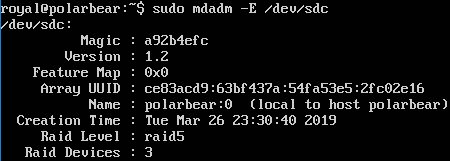 royal@polarbear:~$ sudo mdadm -E /dev/sdc
/dev/sdc:
Magic : a92b4efc
Version : 1.2
Feature Map : 0x0
Array UUID : ce83acd9:63bf437a:54fa53e5:2fc02e16
Name : polarbear:0  (local to host polarbear)
Creation Time : Tue Mar 26 23:30:40 2019
Raid Level : raid5
Raid Devices : 3